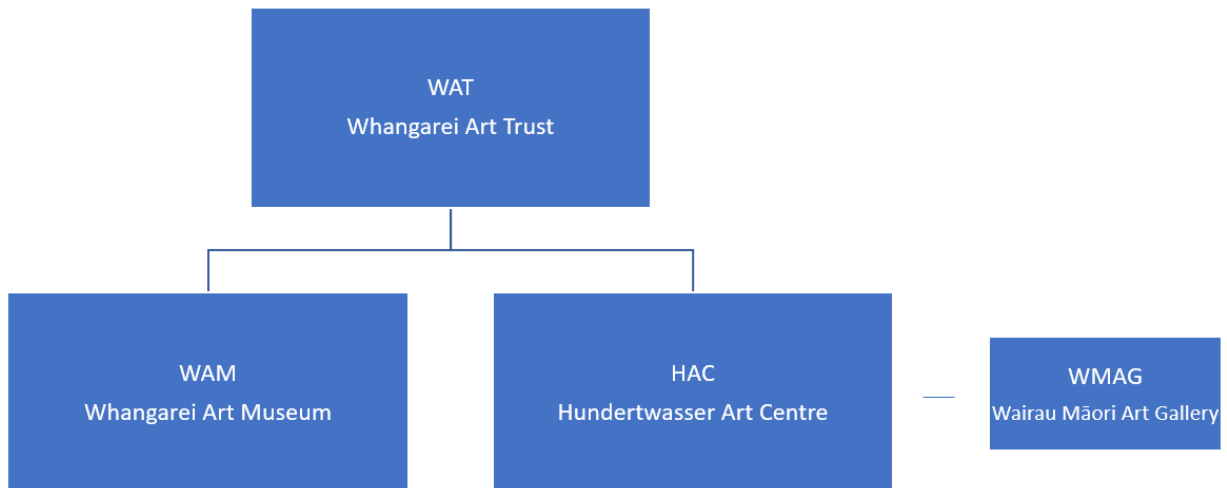 WAT
Whangarei Art Trust
WAM
Whangarei Art Museum
HAC
Hundertwasser Art Centre
WMAG
Wairau Māori Art Gallery